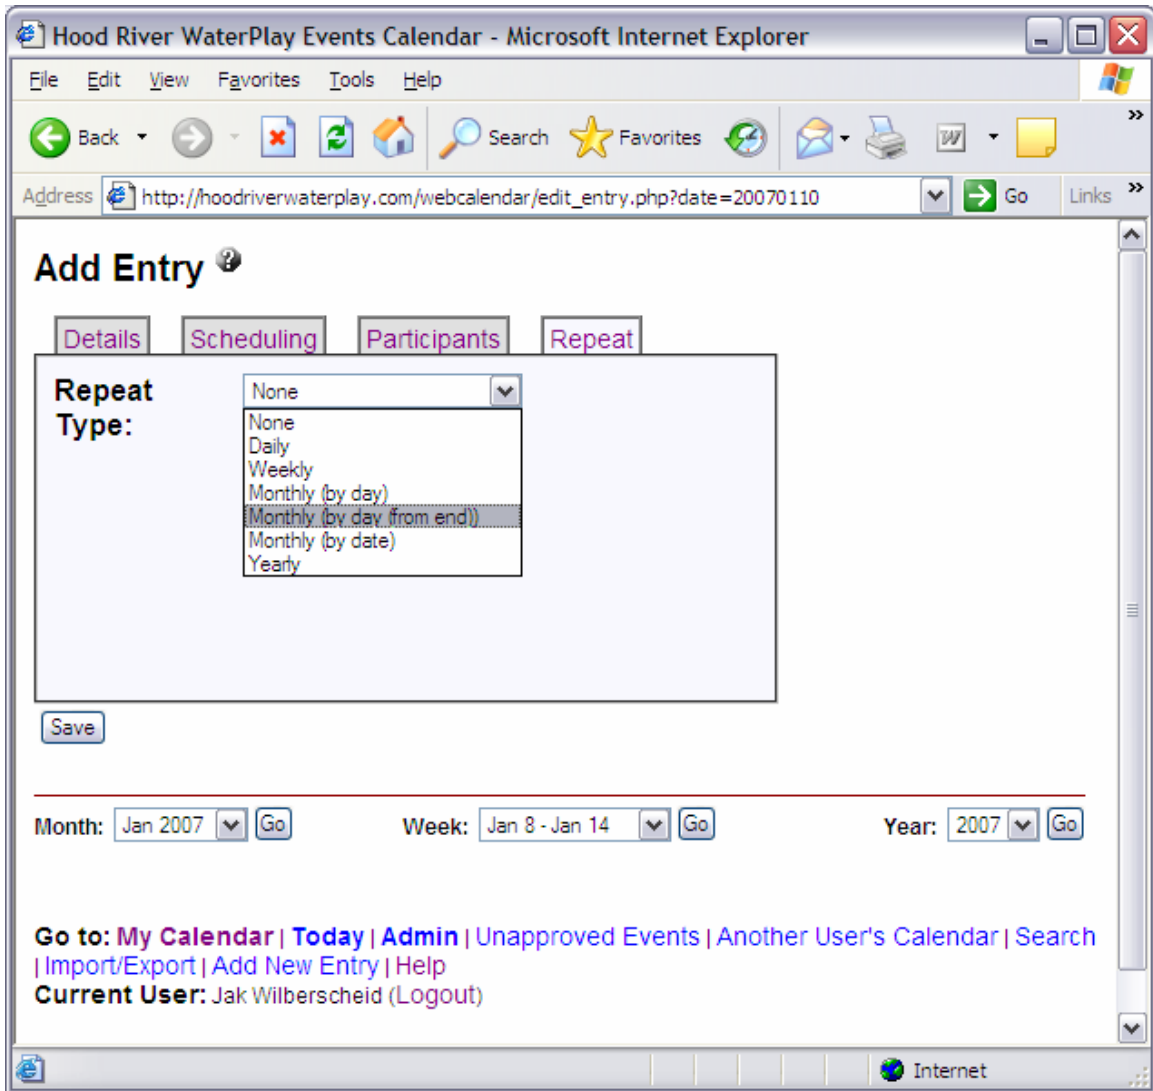 Hood River WaterPlay Events Calendar - Microsoft Internet Explorer
File Edit View Favorites Tools Help
Back Search Favorites W »
Address http://hoodriverwaterplay.com/webcalendar/edit_entry.php?date=20070110 Go Links »
Add Entry ?
Details Scheduling Participants Repeat
Repeat None
Type:
None
Daily
Weekly
Monthly (by day)
Monthly (by day (from end))
Monthly (by date)
Yearly
Save
Month: Jan 2007 Go Week: Jan 8 - Jan 14 Go Year: 2007 Go
Go to: My Calendar | Today | Admin | Unapproved Events | Another User's Calendar | Search
| Import/Export | Add New Entry | Help
Current User: Jak Wilberscheid (Logout)
Internet